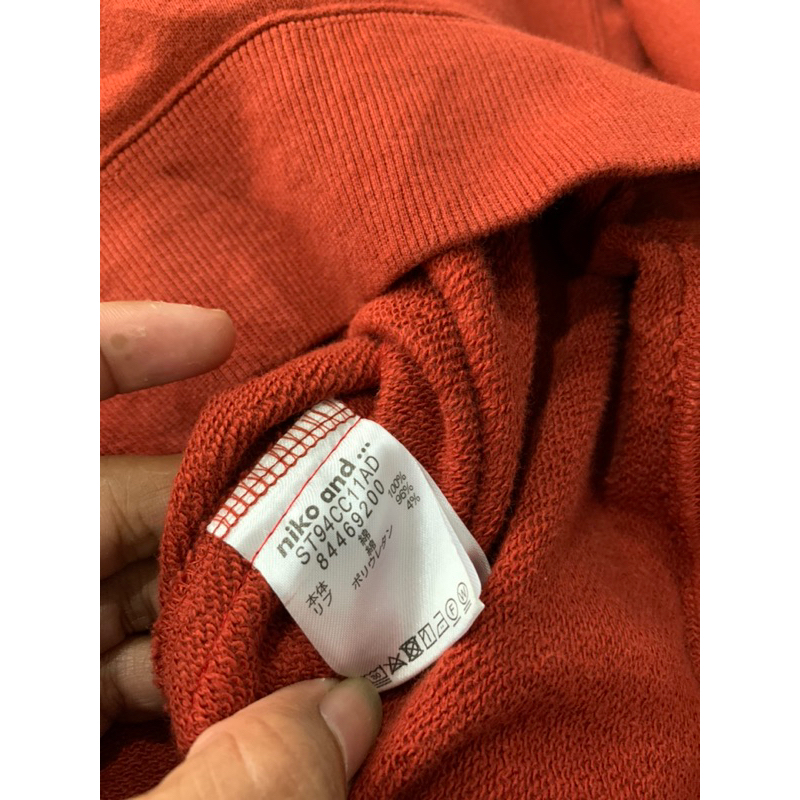 niko and ...
ST94CC11AD
84469200
本体 綿 100%
リブ 綿 96%
ポリウレタン 4%